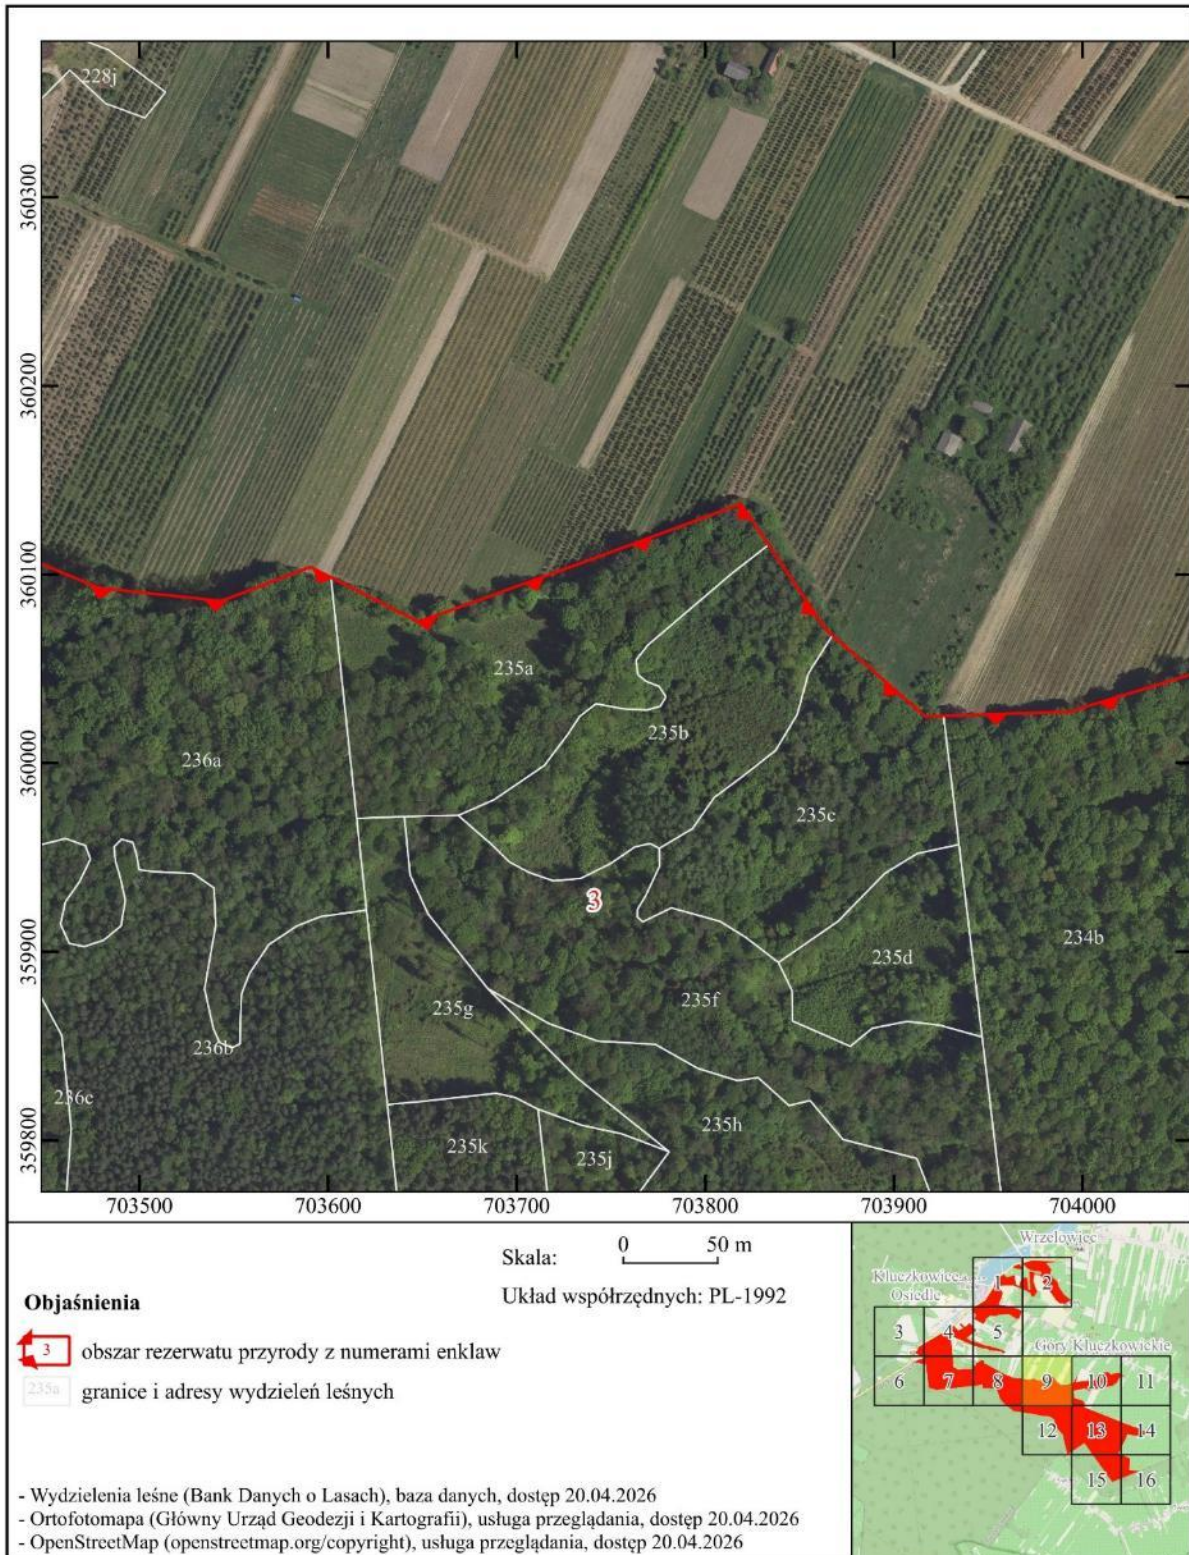 228j
360300
360200
360100
235a
235b
360000
236a
235c
3
359900
234b
235d
235g
235f
236b
236c
235h
359800
235k
235j
703500 703600 703700 703800 703900 704000
Skala: 0 50 m
Układ współrzędnych: PL-1992
Objaśnienia
3 obszar rezerwatu przyrody z numerami enklaw
235a granice i adresy wydzieleń leśnych
- Wydzielenia leśne (Bank Danych o Lasach), baza danych, dostęp 20.04.2026
- Ortofotomapa (Główny Urząd Geodezji i Kartografii), usługa przeglądania, dostęp 20.04.2026
- OpenStreetMap (openstreetmap.org/copyright), usługa przeglądania, dostęp 20.04.2026
Wrzelowiec
Kluczkowice
Osiedle
1 2
3 4 5
Góry Kluczkowickie
6 7 8 9 10 11
12 13 14
15 16